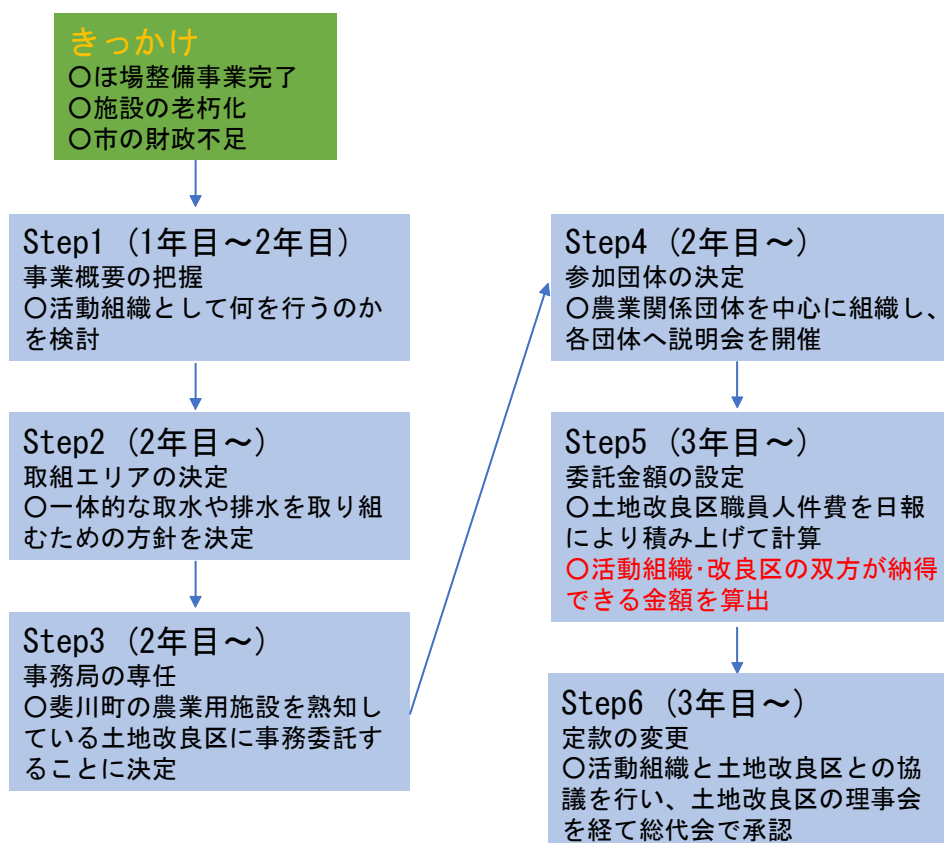 きっかけ
○ほ場整備事業完了
○施設の老朽化
○市の財政不足
Step1（1年目～2年目）
事業概要の把握
○活動組織として何を行うのか
を検討
Step2（2年目～）
取組エリアの決定
○一体的な取水や排水を取り組
むための方針を決定
Step3（2年目～）
事務局の専任
○斐川町の農業用施設を熟知し
ている土地改良区に事務委託す
ることに決定
Step4（2年目～）
参加団体の決定
○農業関係団体を中心に組織し、
各団体へ説明会を開催
Step5（3年目～）
委託金額の設定
○土地改良区職員人件費を日報
により積み上げて計算
○活動組織・改良区の双方が納得
できる金額を算出
Step6（3年目～）
定款の変更
○活動組織と土地改良区との協
議を行い、土地改良区の理事会
を経て総代会で承認